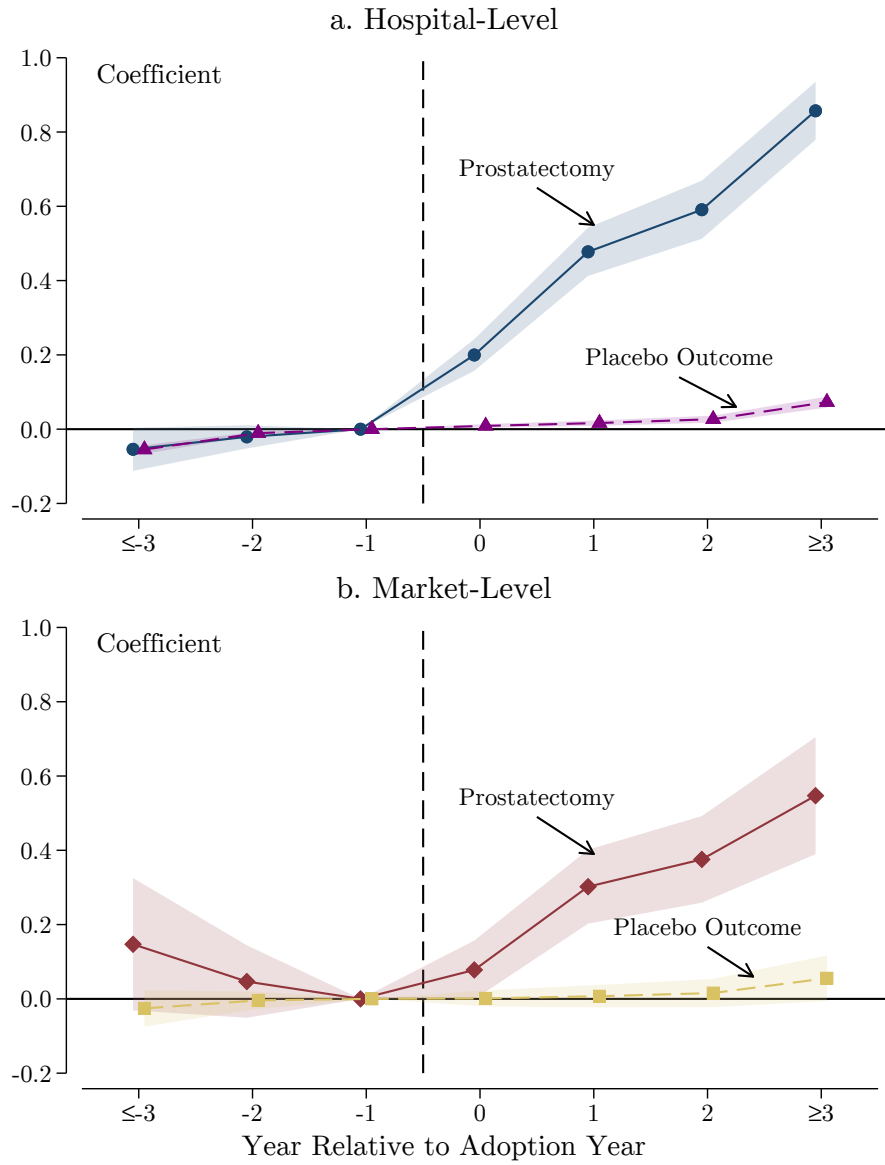 a. Hospital-Level
1.0
Coefficient
0.8
Prostatectomy
0.6
0.4
Placebo Outcome
0.2
0.0
-0.2
≤-3 -2 -1 0 1 2 ≥3
b. Market-Level
1.0
Coefficient
0.8
0.6
Prostatectomy
0.4
0.2
Placebo Outcome
0.0
-0.2
≤-3 -2 -1 0 1 2 ≥3
Year Relative to Adoption Year